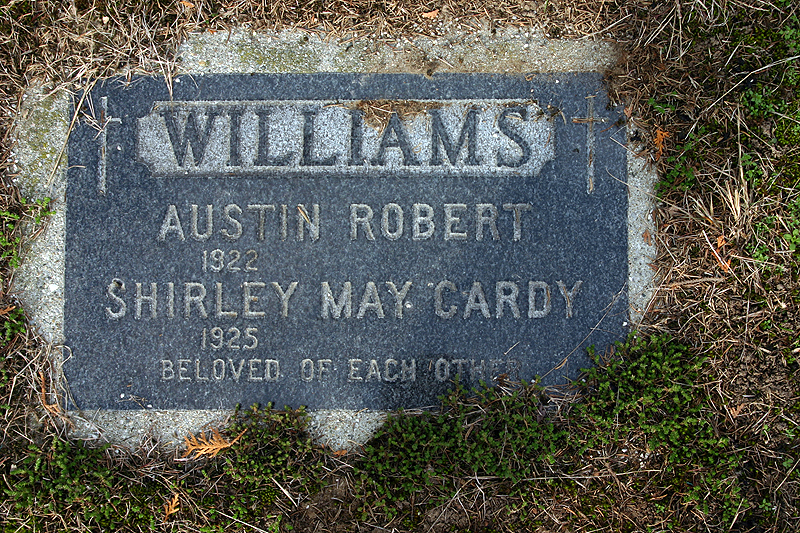 WILLIAMS
AUSTIN ROBERT
1922
SHIRLEY MAY CARDY
1925
BELOVED OF EACH OTHER